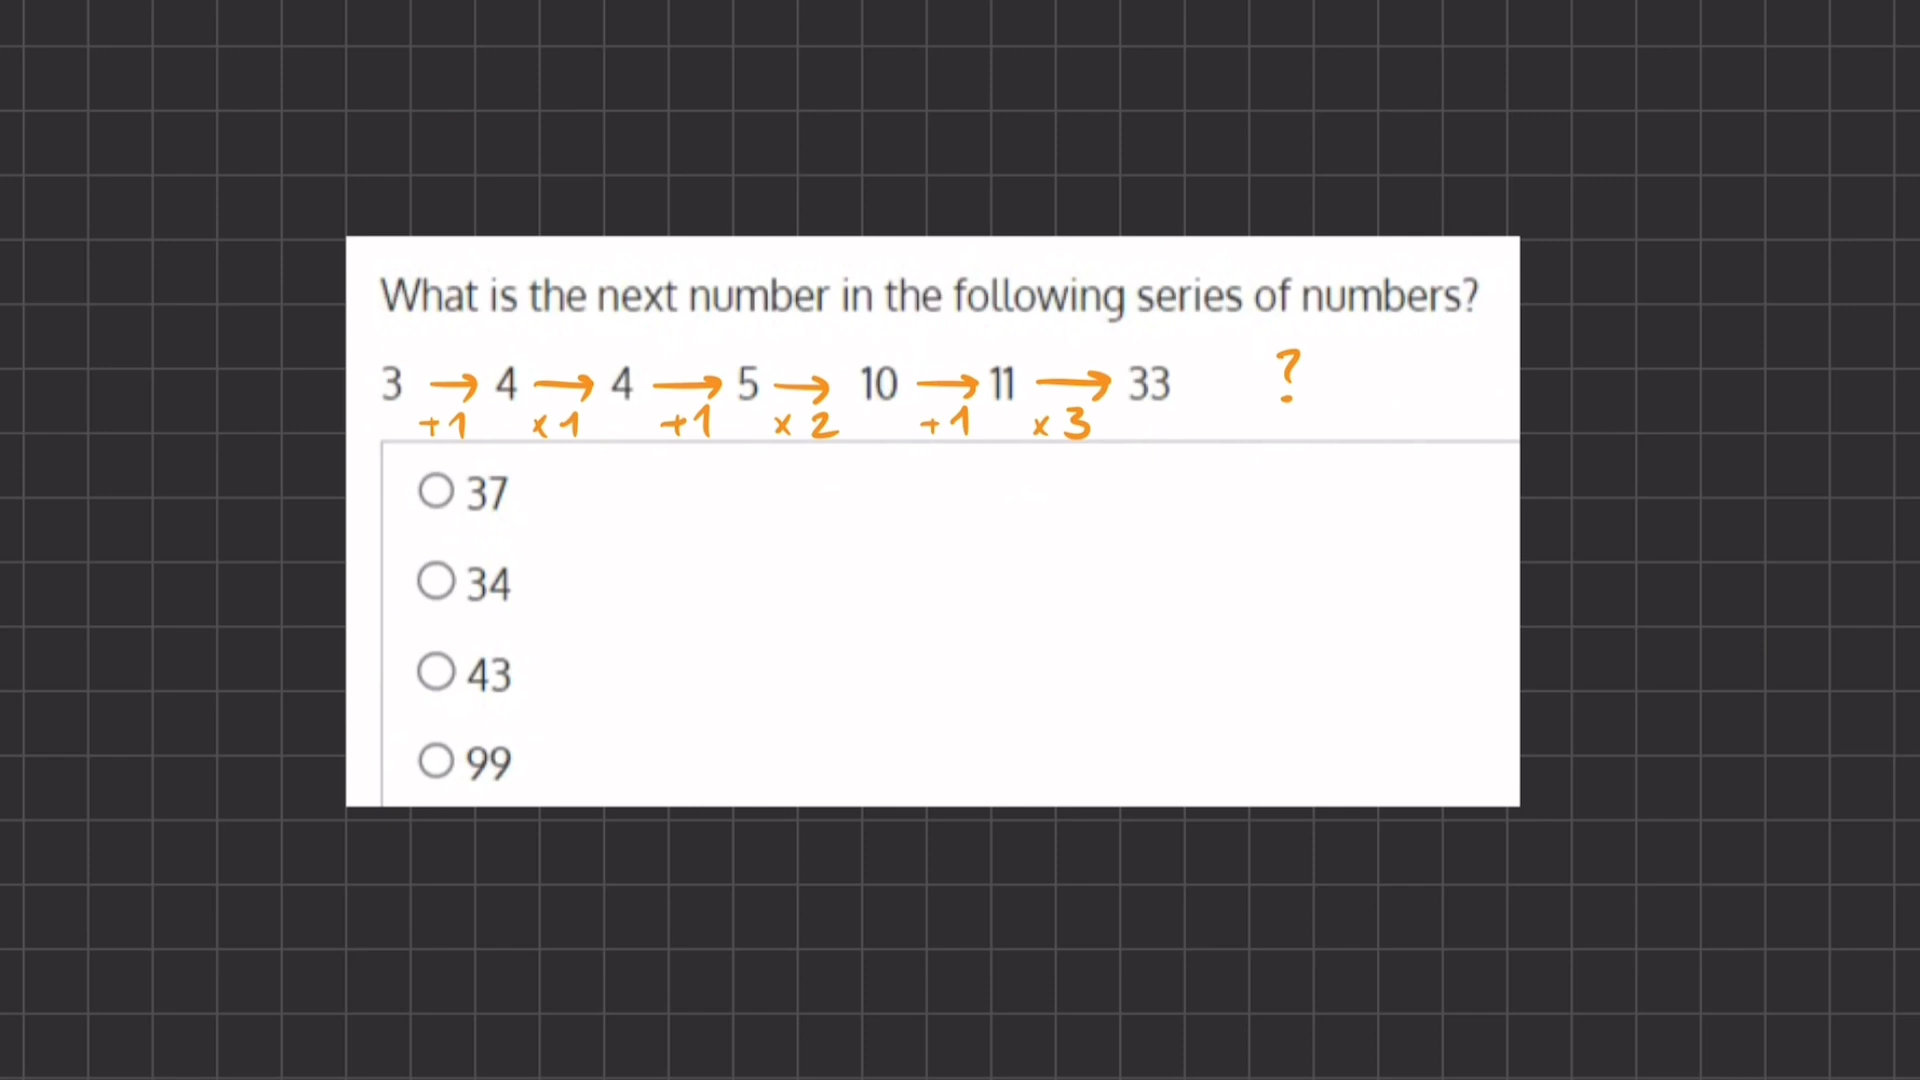 What is the next number in the following series of numbers?
3 → 4 → 4 → 5 → 10 → 11 → 33 ?
+1 x1 +1 x2 +1 x3
37
34
43
99